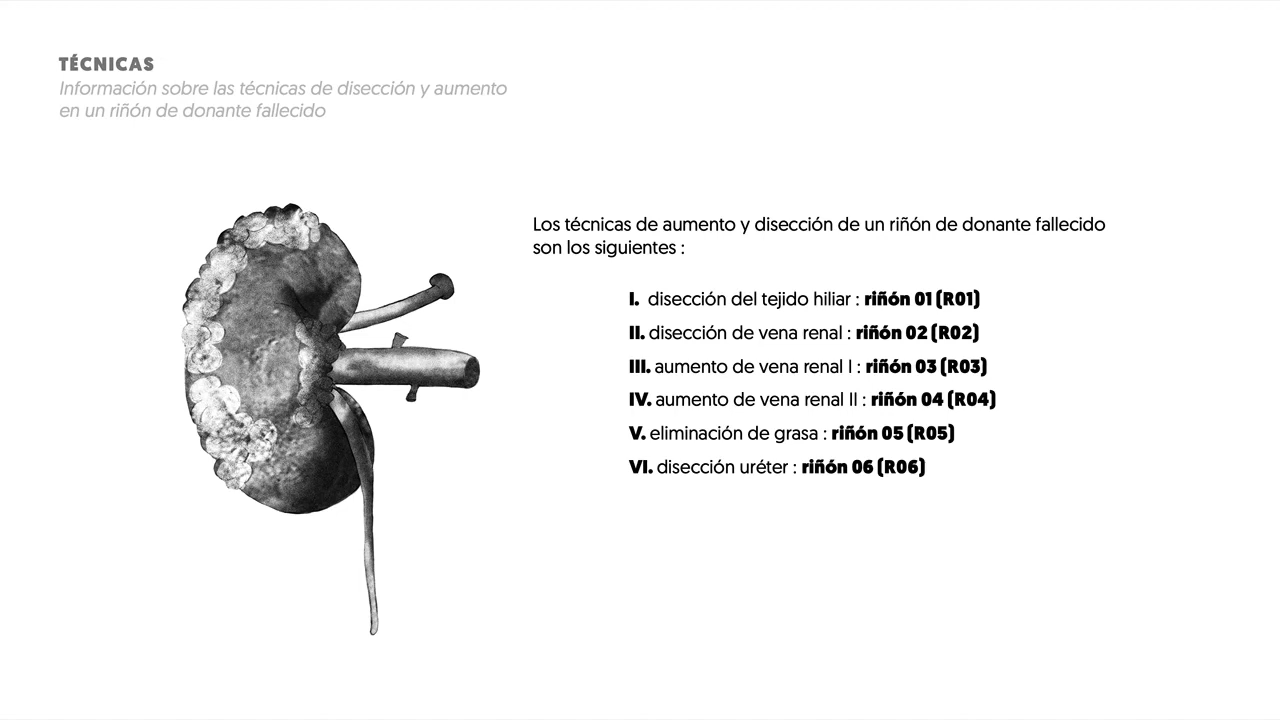 TÉCNICAS
Información sobre las técnicas de disección y aumento
en un riñón de donante fallecido
Los técnicas de aumento y disección de un riñón de donante fallecido
son los siguientes :
I. disección del tejido hiliar : riñón 01 (R01)
II. disección de vena renal : riñón 02 (R02)
III. aumento de vena renal I : riñón 03 (R03)
IV. aumento de vena renal II : riñón 04 (R04)
V. eliminación de grasa : riñón 05 (R05)
VI. disección uréter : riñón 06 (R06)